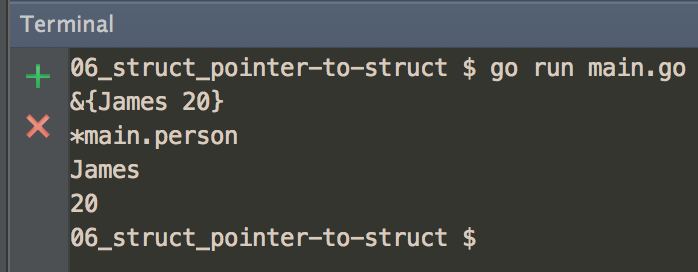 Terminal
06_struct_pointer-to-struct $ go run main.go
&{James 20}
*main.person
James
20
06_struct_pointer-to-struct $